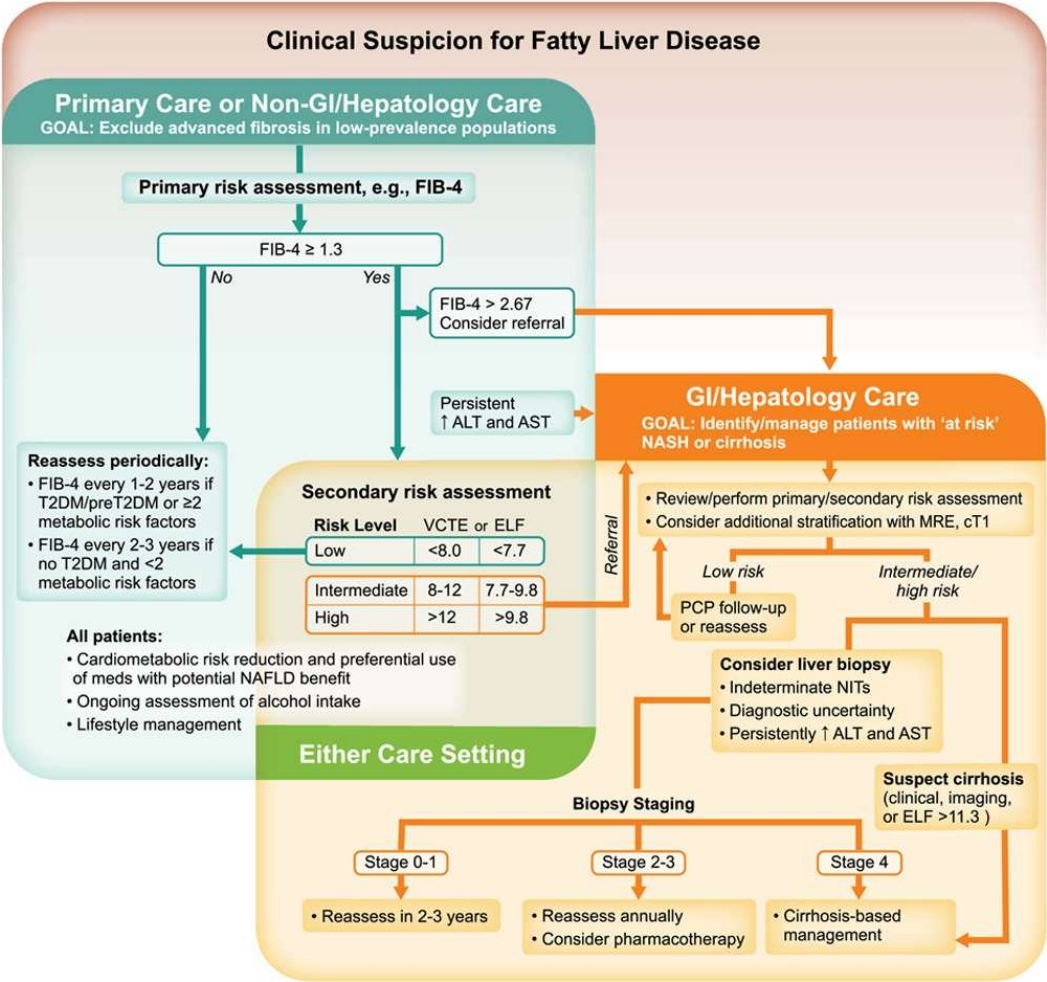 Clinical Suspicion for Fatty Liver Disease
Primary Care or Non-GI/Hepatology Care
GOAL: Exclude advanced fibrosis in low-prevalence populations
Primary risk assessment, e.g., FIB-4
FIB-4 ≥ 1.3
No
Yes
FIB-4 > 2.67
Consider referral
Persistent
↑ ALT and AST
GI/Hepatology Care
GOAL: Identify/manage patients with ‘at risk’
NASH or cirrhosis
Reassess periodically:
• FIB-4 every 1-2 years if
T2DM/preT2DM or ≥2
metabolic risk factors
• FIB-4 every 2-3 years if
no T2DM and <2
metabolic risk factors
Secondary risk assessment
Risk Level VCTE or ELF
Low <8.0 <7.7
Intermediate 8-12 7.7-9.8
High >12 >9.8
Referral
All patients:
• Cardiometabolic risk reduction and preferential use
of meds with potential NAFLD benefit
• Ongoing assessment of alcohol intake
• Lifestyle management
Either Care Setting
• Review/perform primary/secondary risk assessment
• Consider additional stratification with MRE, cT1
Low risk
Intermediate/
high risk
PCP follow-up
or reassess
Consider liver biopsy
• Indeterminate NITs
• Diagnostic uncertainty
• Persistently ↑ ALT and AST
Suspect cirrhosis
(clinical, imaging,
or ELF >11.3 )
Biopsy Staging
Stage 0-1
Stage 2-3
Stage 4
• Reassess in 2-3 years
• Reassess annually
• Consider pharmacotherapy
• Cirrhosis-based
management